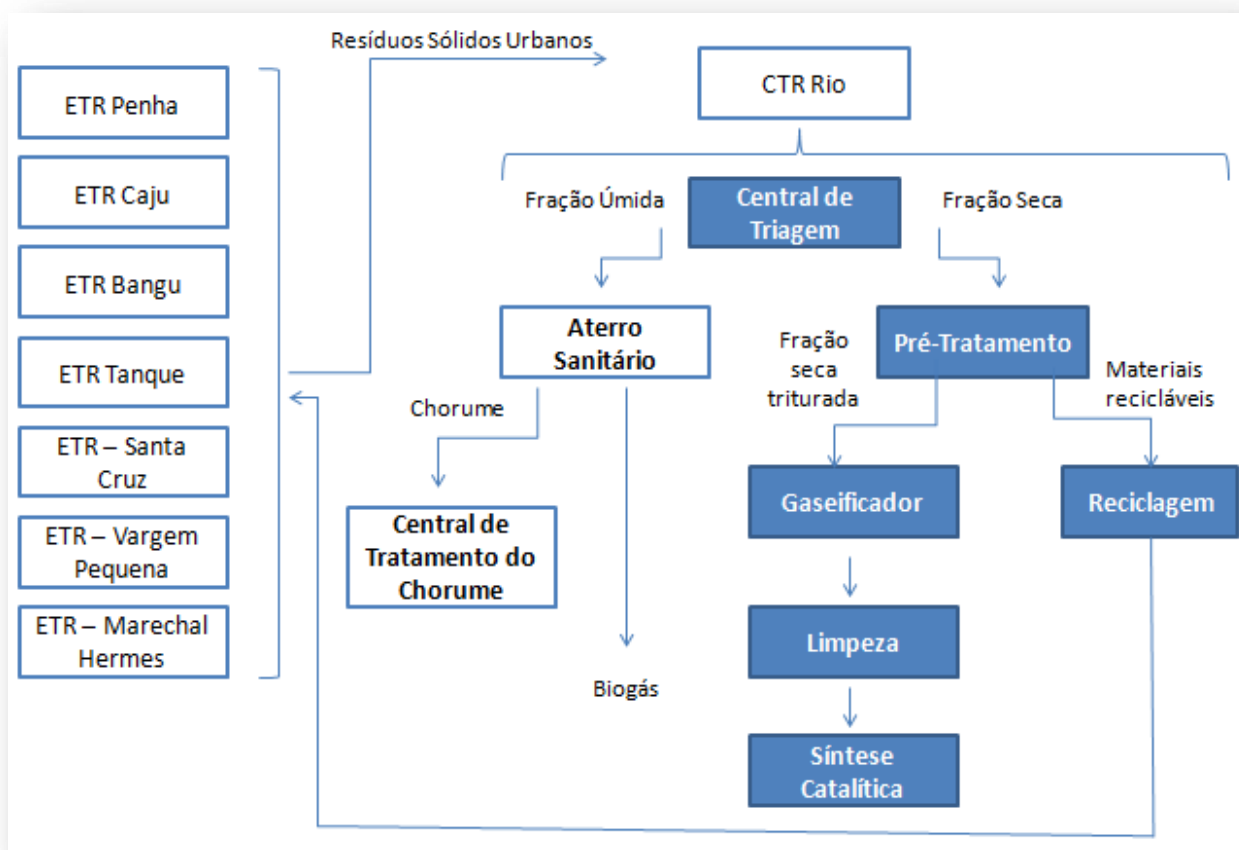 Resíduos Sólidos Urbanos
ETR Penha
ETR Caju
ETR Bangu
ETR Tanque
ETR – Santa
Cruz
ETR – Vargem
Pequena
ETR – Marechal
Hermes
CTR Rio
Fração Úmida
Central de
Triagem
Fração Seca
Aterro
Sanitário
Fração
seca
triturada
Pré-Tratamento
Materiais
recicláveis
Chorume
Central de
Tratamento do
Chorume
Biogás
Gaseificador
Reciclagem
Limpeza
Síntese
Catalítica